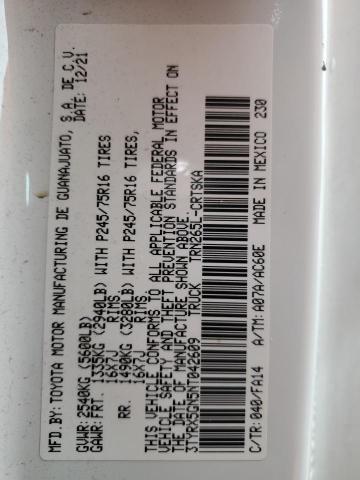 MFD.BY: TOYOTA MOTOR MANUFACTURING DE GUANAJUATO, S.A. DE C.V.
DATE: 12/21
GVWR: 2540KG (5600LB)
GAWR: FRT. 1335KG (2940LB) WITH P245/75R16 TIRES
16X7J RIMS
RR. 1490KG (3280LB) WITH P245/75R16 TIRES,
16X7J RIMS
THIS VEHICLE CONFORMS TO ALL APPLICABLE FEDERAL MOTOR
VEHICLE SAFETY AND THEFT PREVENTION STANDARDS IN EFFECT ON
THE DATE OF MANUFACTURE SHOWN ABOVE.
3TYRX5GN5NT042609 TRUCK TRN265L-CRTSKA
C/TR: 040/FA14 A/TM: A07A/AC60E MADE IN MEXICO 230